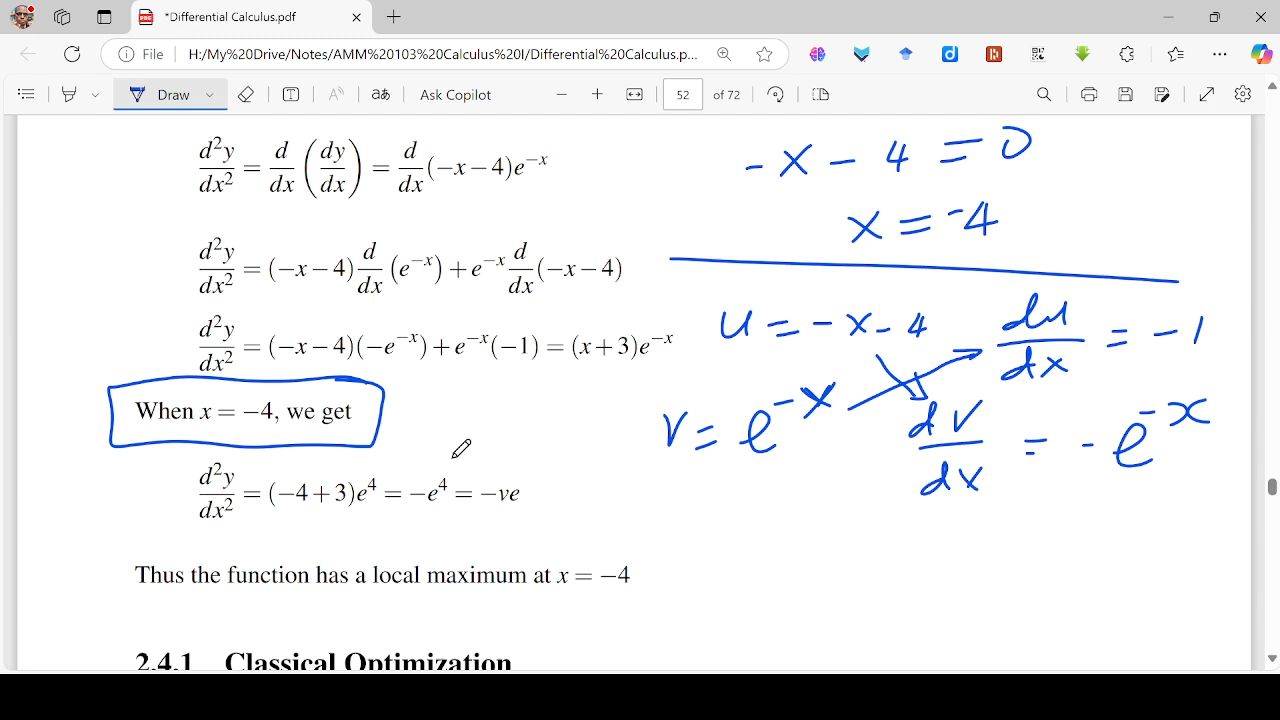 *Differential Calculus.pdf
File H:/My%20Drive/Notes/AMM%20103%20Calculus%20I/Differential%20Calculus.p...
Draw Ask Copilot 52 of 72
d²y/dx² = d/dx (dy/dx) = d/dx (−x−4)e^{−x}
-x - 4 = 0
x = -4
d²y/dx² = (−x−4) d/dx (e^{−x}) + e^{−x} d/dx (−x−4)
u = -x-4 du/dx = -1
d²y/dx² = (−x−4)(−e^{−x}) + e^{−x}(−1) = (x+3)e^{−x}
When x = −4, we get
v = e^{-x} dv/dx = -e^{-x}
d²y/dx² = (−4+3)e⁴ = −e⁴ = −ve
Thus the function has a local maximum at x = −4
2.4.1 Classical Optimization